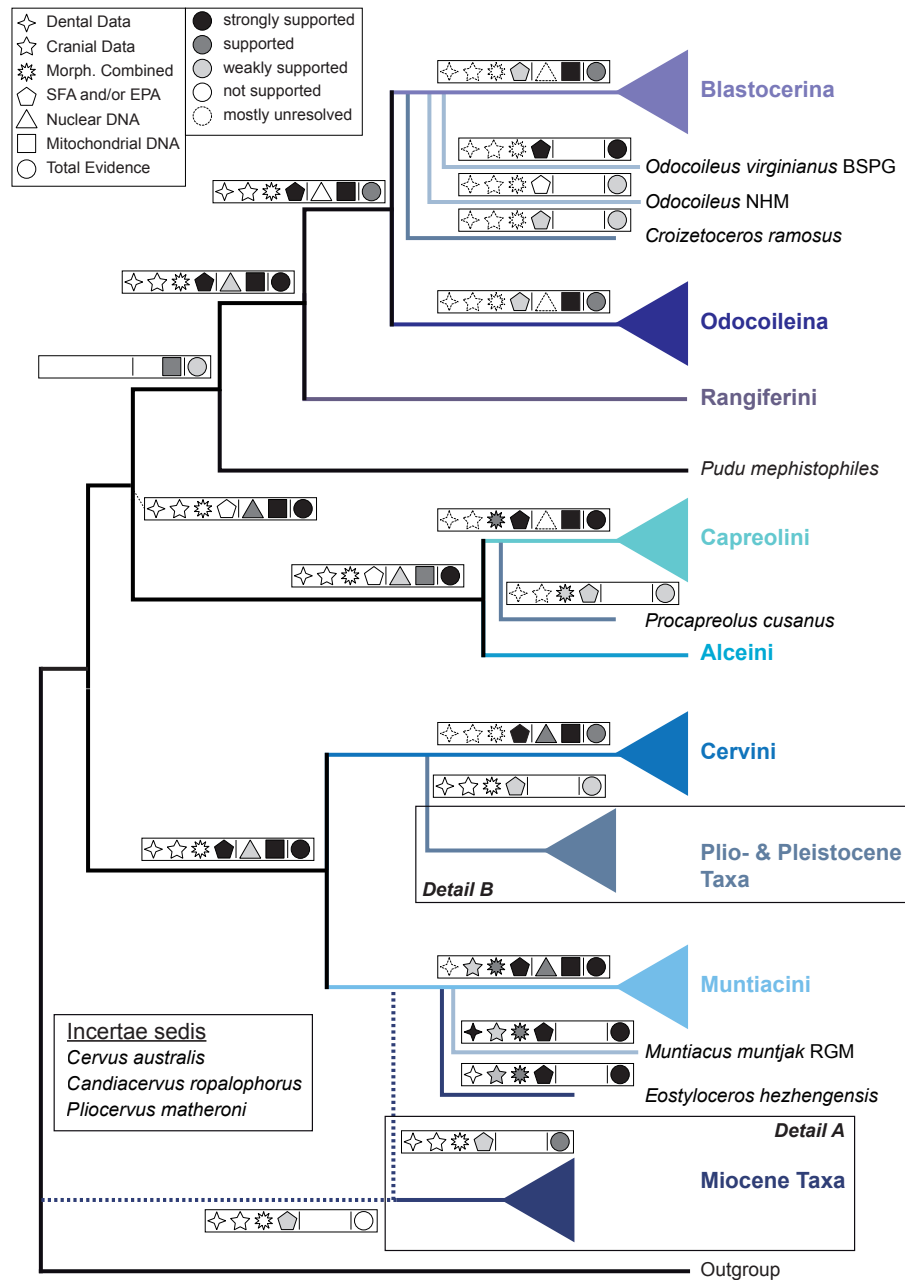 Dental Data
Cranial Data
Morph. Combined
SFA and/or EPA
Nuclear DNA
Mitochondrial DNA
Total Evidence
strongly supported
supported
weakly supported
not supported
mostly unresolved
Blastocerina
Odocoileus virginianus BSPG
Odocoileus NHM
Croizetoceros ramosus
Odocoileina
Rangiferini
Pudu mephistophiles
Capreolini
Procapreolus cusanus
Alceini
Cervini
Plio- & Pleistocene
Taxa
Detail B
Muntiacini
Muntiacus muntjak RGM
Eostyloceros hezhengensis
Incertae sedis
Cervus australis
Candiacervus ropalophorus
Pliocervus matheroni
Detail A
Miocene Taxa
Outgroup